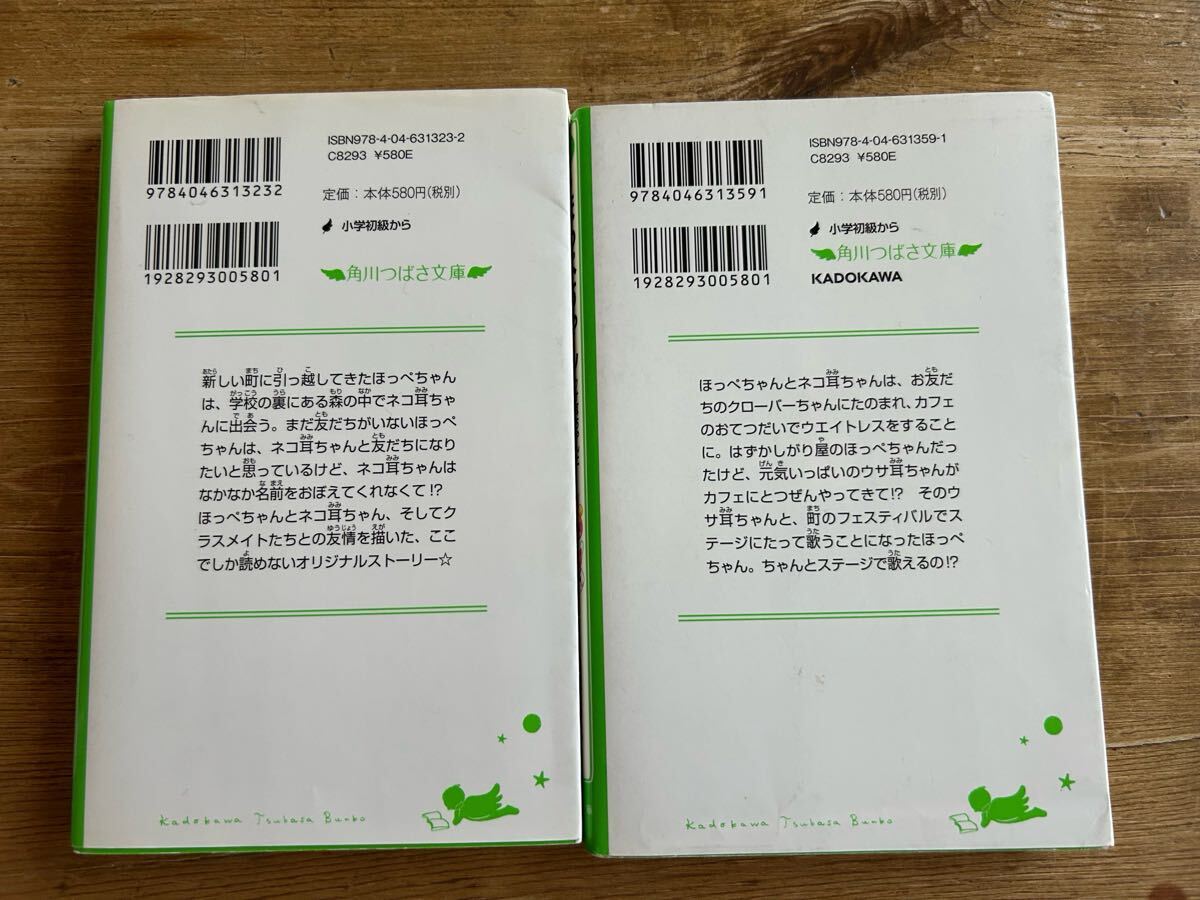 ISBN978-4-04-631323-2
C8293 ¥580E
9784046313232
定価：本体580円（税別）
小学初級から
1928293005801
角川つばさ文庫
新しい町に引っ越してきたほっぺちゃん
は、学校の裏にある森の中でネコ耳ちゃ
んに出会う。まだ友だちがいないほっぺ
ちゃんは、ネコ耳ちゃんと友だちになり
たいと思っているけど、ネコ耳ちゃんは
なかなか名前をおぼえてくれなくて!?
ほっぺちゃんとネコ耳ちゃん、そしてク
ラスメイトたちとの友情を描いた、ここ
でしか読めないオリジナルストーリー☆
Kadokawa Tsubasa Bunko
ISBN978-4-04-631359-1
C8293 ¥580E
9784046313591
定価：本体580円（税別）
小学初級から
1928293005801
角川つばさ文庫
KADOKAWA
ほっぺちゃんとネコ耳ちゃんは、お友だ
ちのクローバーちゃんにたのまれ、カフェ
のおてつだいでウエイトレスをすること
に。はずかしがり屋のほっぺちゃんだっ
たけど、元気いっぱいのウサ耳ちゃんが
カフェにとつぜんやってきて!?　そのウ
サ耳ちゃんと、町のフェスティバルでス
テージにたって歌うことになったほっぺ
ちゃん。ちゃんとステージで歌えるの!?
Kadokawa Tsubasa Bunko